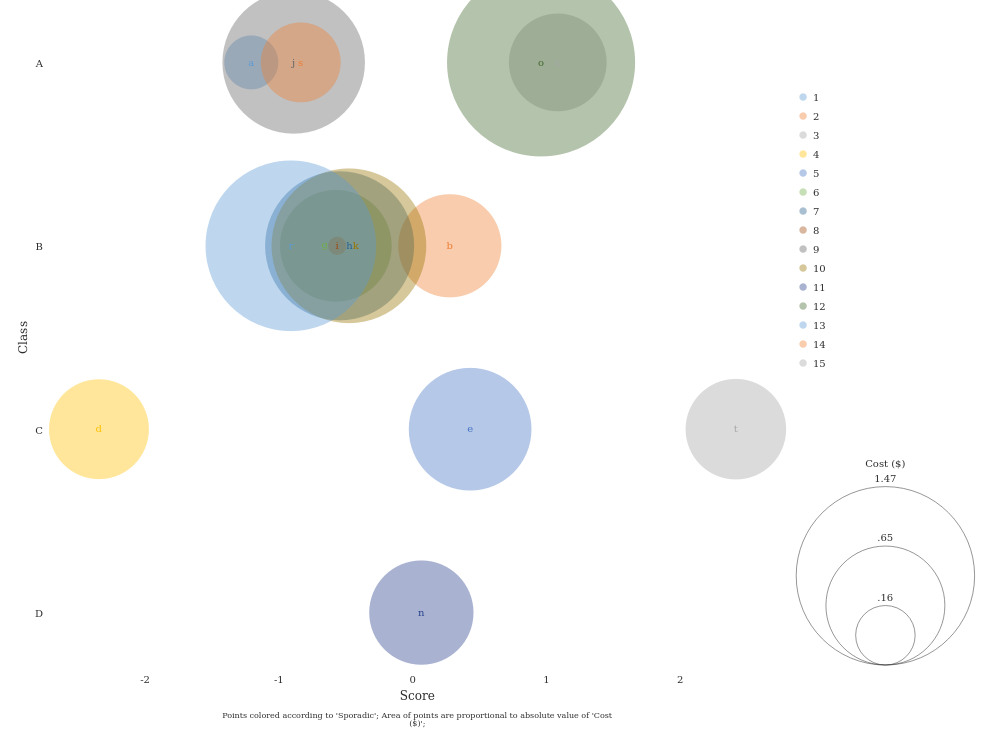 A
a
j
s
o
B
i
h
k
b
Class
C
d
e
t
D
n
-2
-1
0
1
2
Score
Points colored according to 'Sporadic'; Area of points are proportional to absolute value of 'Cost
($)';
1
2
3
4
5
6
7
8
9
10
11
12
13
14
15
Cost ($)
1.47
.65
.16